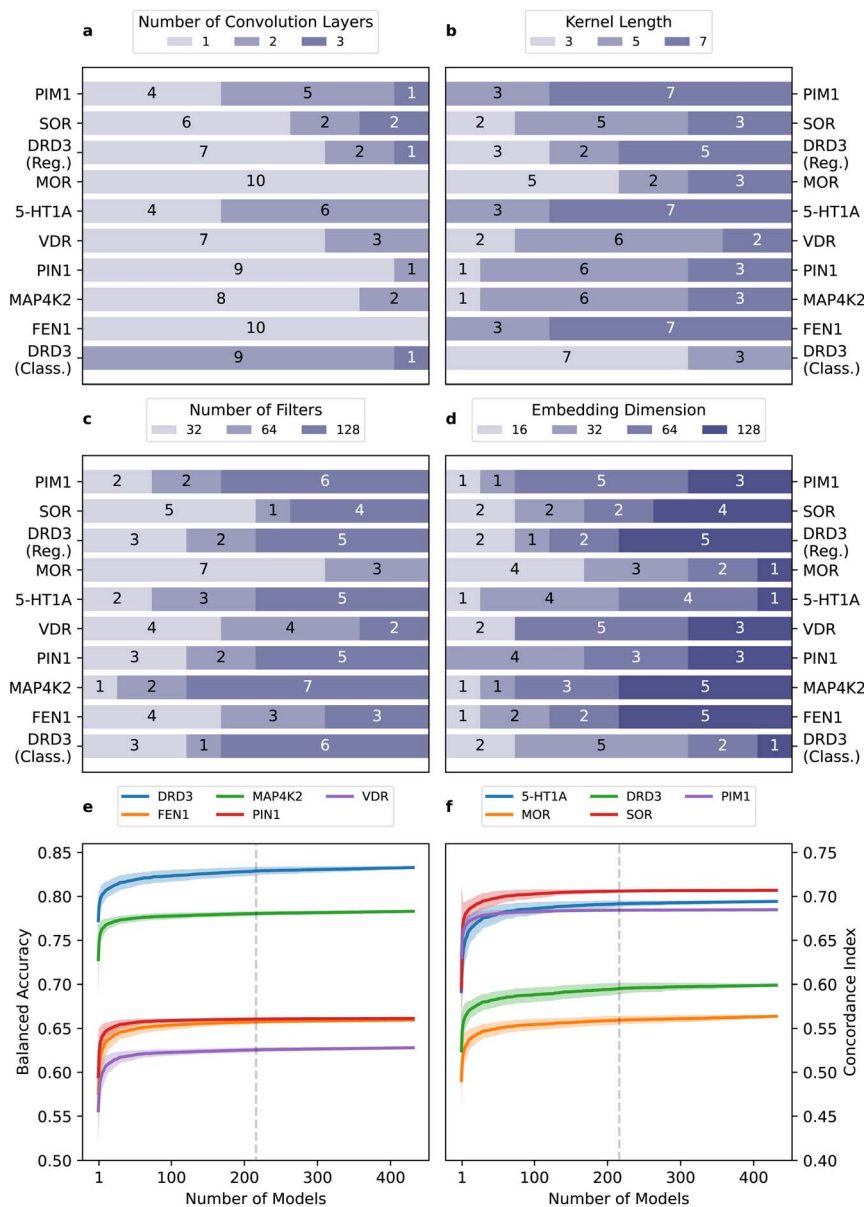 a
Number of Convolution Layers
1 2 3
b
Kernel Length
3 5 7
PIM1 4 5 1
3 7 PIM1
SOR 6 2 2
2 5 3 SOR
DRD3
(Reg.) 7 2 1
3 2 5 DRD3
(Reg.)
MOR 10
5 2 3 MOR
5-HT1A 4 6
3 7 5-HT1A
VDR 7 3
2 6 2 VDR
PIN1 9 1
1 6 3 PIN1
MAP4K2 8 2
1 6 3 MAP4K2
FEN1 10
3 7 FEN1
DRD3
(Class.) 9 1
7 3 DRD3
(Class.)
c
Number of Filters
32 64 128
d
Embedding Dimension
16 32 64 128
PIM1 2 2 6
1 1 5 3 PIM1
SOR 5 1 4
2 2 2 4 SOR
DRD3
(Reg.) 3 2 5
2 1 2 5 DRD3
(Reg.)
MOR 7 3
4 3 2 1 MOR
5-HT1A 2 3 5
1 4 4 1 5-HT1A
VDR 4 4 2
2 5 3 VDR
PIN1 3 2 5
4 3 3 PIN1
MAP4K2 1 2 7
1 1 3 5 MAP4K2
FEN1 4 3 3
1 2 2 5 FEN1
DRD3
(Class.) 3 1 6
2 5 2 1 DRD3
(Class.)
e
DRD3 MAP4K2 VDR
FEN1 PIN1
f
5-HT1A DRD3 PIM1
MOR SOR
Balanced Accuracy
0.85
0.80
0.75
0.70
0.65
0.60
0.55
0.50
1 100 200 300 400
Number of Models
0.75
0.70
0.65
0.60
0.55
0.50
0.45
0.40
Concordance Index
1 100 200 300 400
Number of Models